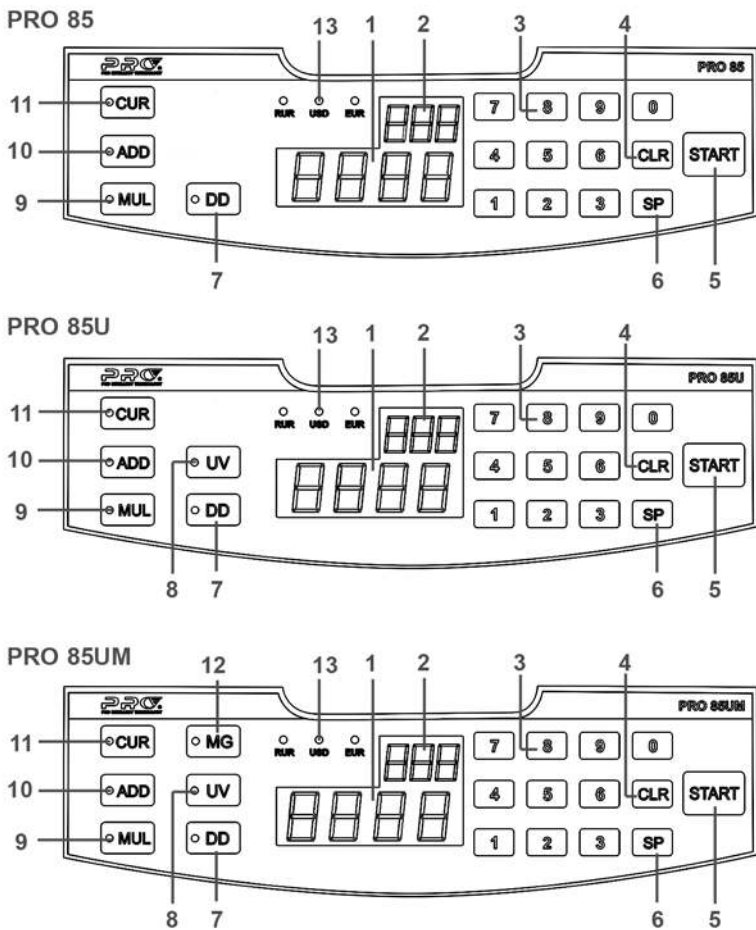 PRO 85
13 1 2 3 4
PRO PRO 85
11 CUR RUR USD EUR 7 8 9 0
10 ADD 4 5 6 CLR START
9 MUL DD 1 2 3 SP
7 6 5
PRO 85U
13 1 2 3 4
PRO PRO 85U
11 CUR RUR USD EUR 7 8 9 0
10 ADD UV 4 5 6 CLR START
9 MUL DD 1 2 3 SP
8 7 6 5
PRO 85UM
12 13 1 2 3 4
PRO PRO 85UM
11 CUR MG RUR USD EUR 7 8 9 0
10 ADD UV 4 5 6 CLR START
9 MUL DD 1 2 3 SP
8 7 6 5